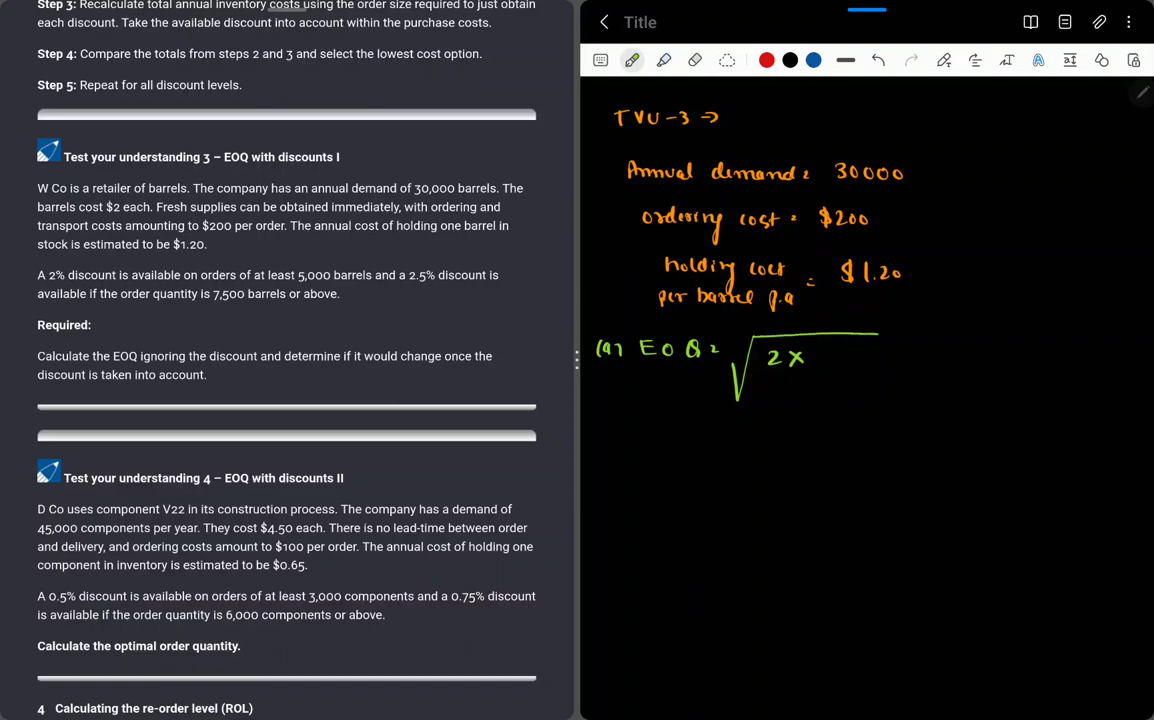 Step 3: Recalculate total annual inventory costs using the order size required to just obtain
each discount. Take the available discount into account within the purchase costs.
Step 4: Compare the totals from steps 2 and 3 and select the lowest cost option.
Step 5: Repeat for all discount levels.
Test your understanding 3 – EOQ with discounts I
W Co is a retailer of barrels. The company has an annual demand of 30,000 barrels. The
barrels cost $2 each. Fresh supplies can be obtained immediately, with ordering and
transport costs amounting to $200 per order. The annual cost of holding one barrel in
stock is estimated to be $1.20.
A 2% discount is available on orders of at least 5,000 barrels and a 2.5% discount is
available if the order quantity is 7,500 barrels or above.
Required:
Calculate the EOQ ignoring the discount and determine if it would change once the
discount is taken into account.
Test your understanding 4 – EOQ with discounts II
D Co uses component V22 in its construction process. The company has a demand of
45,000 components per year. They cost $4.50 each. There is no lead-time between order
and delivery, and ordering costs amount to $100 per order. The annual cost of holding one
component in inventory is estimated to be $0.65.
A 0.5% discount is available on orders of at least 3,000 components and a 0.75% discount
is available if the order quantity is 6,000 components or above.
Calculate the optimal order quantity.
4 Calculating the re-order level (ROL)
Title
TVU-3 →
Annual demand = 30000
ordering cost = $200
holding cost
per barrel p.a = $1.20
(a) EOQ = √2×